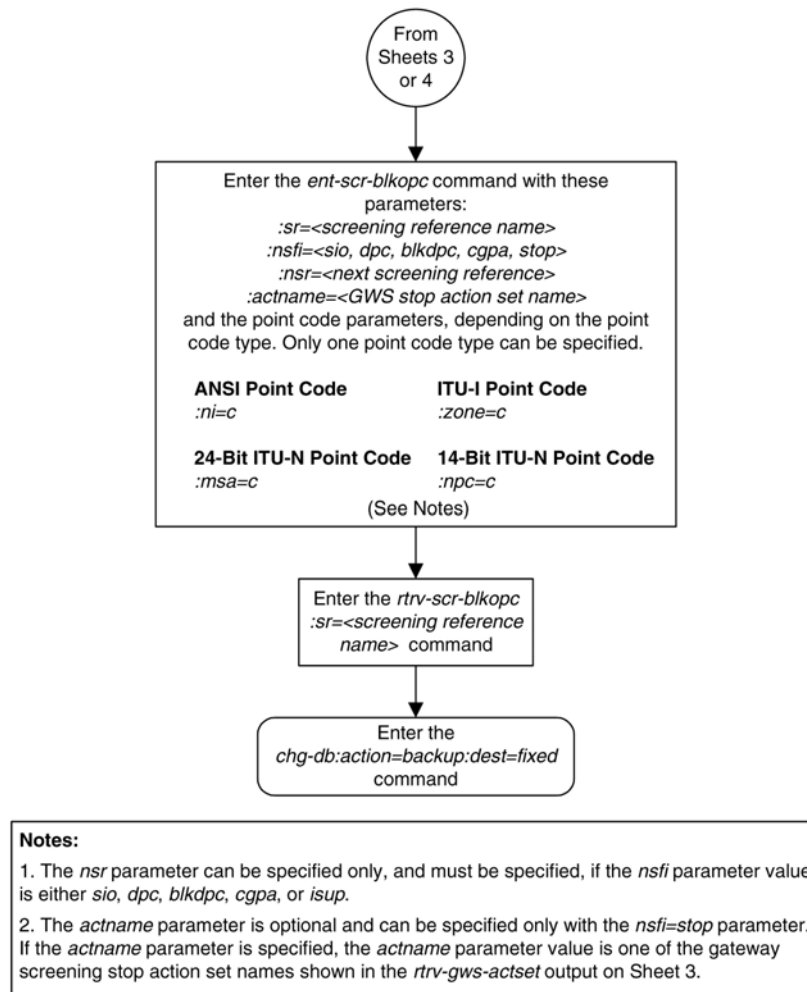 From
Sheets 3
or 4
Enter the ent-scr-blkopc command with these
parameters:
:sr=<screening reference name>
:nsfi=<sio, dpc, blkdpc, cgpa, stop>
:nsr=<next screening reference>
:actname=<GWS stop action set name>
and the point code parameters, depending on the point
code type. Only one point code type can be specified.
ANSI Point Code
:ni=c
ITU-I Point Code
:zone=c
24-Bit ITU-N Point Code
:msa=c
14-Bit ITU-N Point Code
:npc=c
(See Notes)
Enter the rtrv-scr-blkopc
:sr=<screening reference
name> command
Enter the
chg-db:action=backup:dest=fixed
command
Notes:
1. The nsr parameter can be specified only, and must be specified, if the nsfi parameter value
is either sio, dpc, blkdpc, cgpa, or isup.
2. The actname parameter is optional and can be specified only with the nsfi=stop parameter.
If the actname parameter is specified, the actname parameter value is one of the gateway
screening stop action set names shown in the rtrv-gws-actset output on Sheet 3.